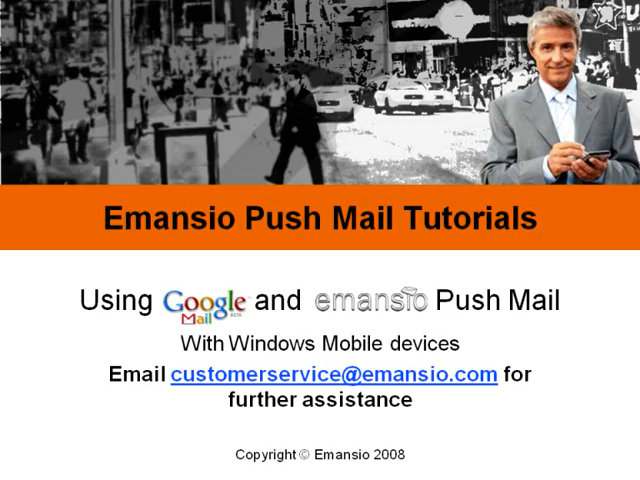 Emansio Push Mail Tutorials
Using Google Mail BETA and emansio Push Mail
With Windows Mobile devices
Email customerservice@emansio.com for
further assistance
Copyright © Emansio 2008